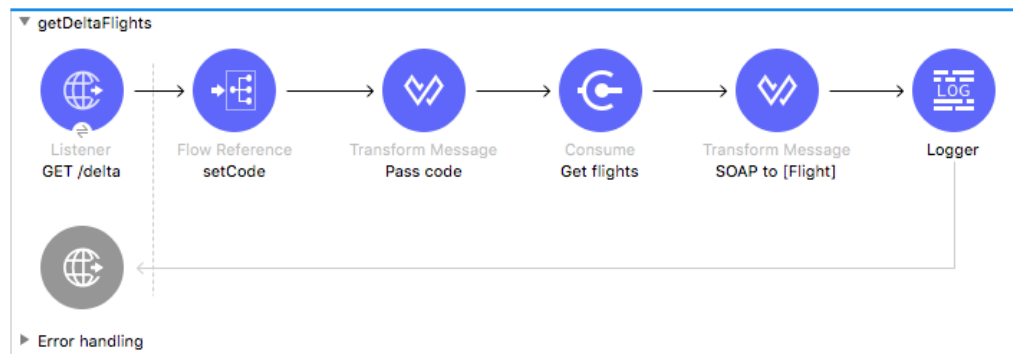 getDeltaFlights
LOG
Listener
Flow Reference
Transform Message
Consume
Transform Message
Logger
GET /delta
setCode
Pass code
Get flights
SOAP to [Flight]
Error handling